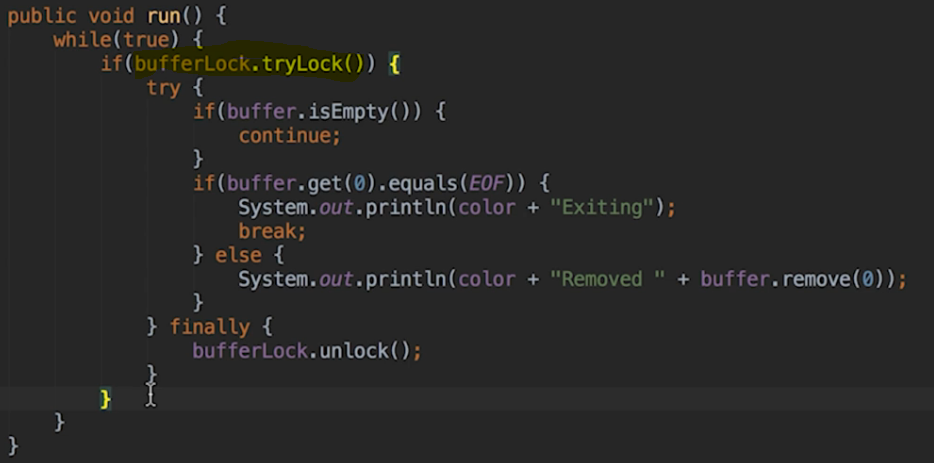 public void run() {
while(true) {
if(bufferLock.tryLock()) {
try {
if(buffer.isEmpty()) {
continue;
}
if(buffer.get(0).equals(EOF)) {
System.out.println(color + "Exiting");
break;
} else {
System.out.println(color + "Removed " + buffer.remove(0));
}
} finally {
bufferLock.unlock();
}
}
}
}